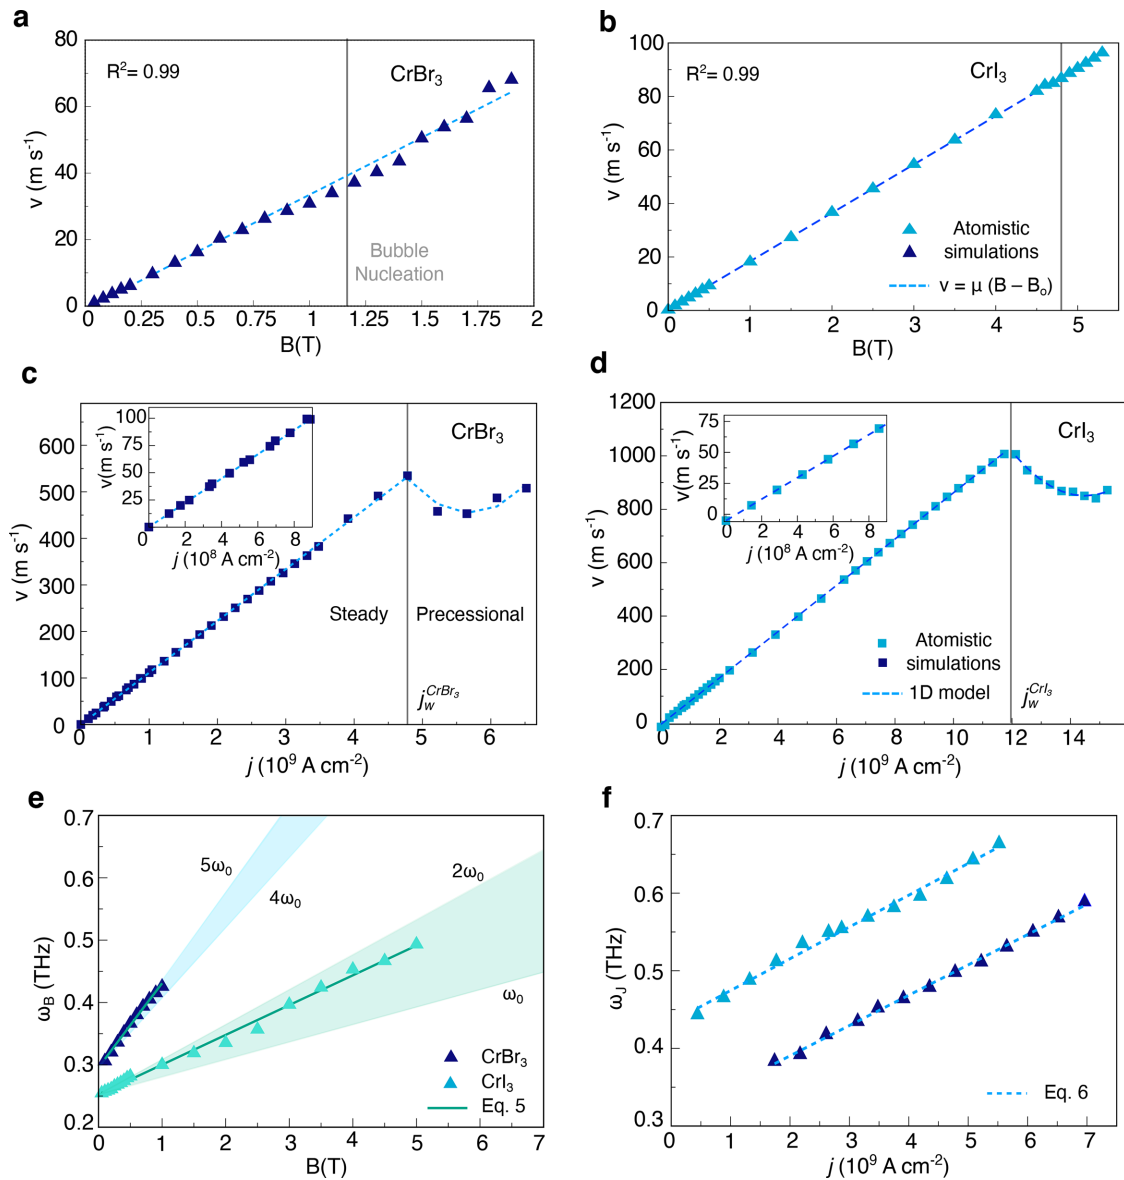 a
80
60
40
20
0
v (m s⁻¹)
R²= 0.99
CrBr₃
Bubble
Nucleation
0 0.25 0.75 1 1.25 1.75 2
B(T)
b
100
80
60
40
20
0
v (m s⁻¹)
R²= 0.99
CrI₃
Atomistic
simulations
v = μ (B – Bₒ)
0 1 2 3 4 5
B(T)
c
600
500
400
300
200
100
0
v (m s⁻¹)
100
75
50
25
v(m s⁻¹)
0 2 4 6 8
j (10⁸ A cm⁻²)
CrBr₃
Steady
Precessional
j_w^CrBr₃
0 1 2 3 4 5 6
j (10⁹ A cm⁻²)
d
1200
1000
800
600
400
200
0
v (m s⁻¹)
75
50
25
0
v(m s⁻¹)
0 2 4 6 8
j (10⁸ A cm⁻²)
CrI₃
Atomistic
simulations
1D model
j_w^CrI₃
0 2 4 6 8 10 12 14
j (10⁹ A cm⁻²)
e
0.7
0.6
0.5
0.4
0.3
0.2
ω_B (THz)
5ω₀
4ω₀
2ω₀
ω₀
CrBr₃
CrI₃
Eq. 5
0 1 2 3 4 5 6 7
B(T)
f
0.7
0.6
0.5
0.4
0.3
ω_J (THz)
Eq. 6
0 1 2 3 4 5 6 7
j (10⁹ A cm⁻²)